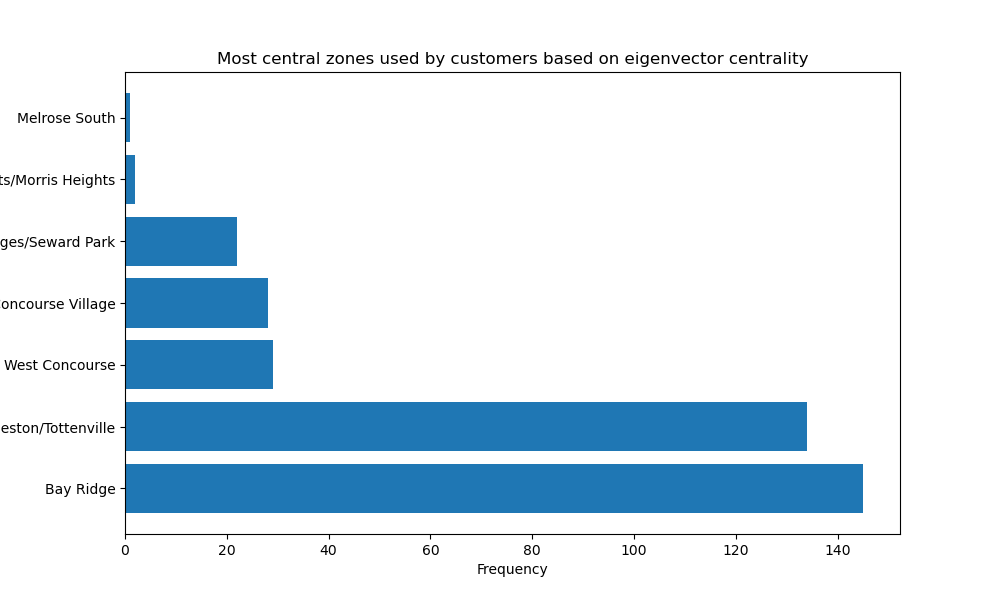 Most central zones used by customers based on eigenvector centrality
Melrose South
ts/Morris Heights
ges/Seward Park
Concourse Village
West Concourse
eston/Tottenville
Bay Ridge
0 20 40 60 80 100 120 140
Frequency